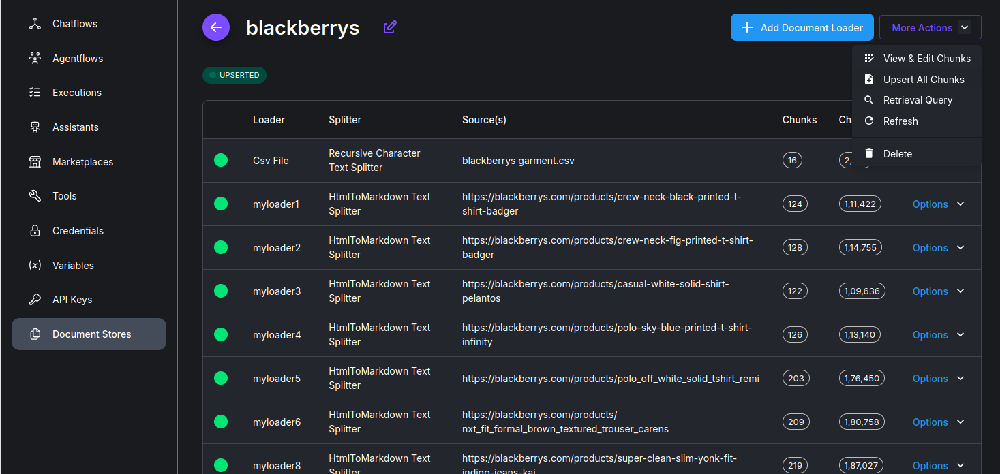 Chatflows
Agentflows
Executions
Assistants
Marketplaces
Tools
Credentials
Variables
API Keys
Document Stores
blackberrys
Add Document Loader
More Actions
View & Edit Chunks
Upsert All Chunks
Retrieval Query
Refresh
Delete
UPSERTED
Loader Splitter Source(s) Chunks Ch
Csv File
Recursive Character
Text Splitter
blackberrys garment.csv
16
2,
myloader1
HtmlToMarkdown Text
Splitter
https://blackberrys.com/products/crew-neck-black-printed-t-
shirt-badger
124
1,11,422
Options
myloader2
HtmlToMarkdown Text
Splitter
https://blackberrys.com/products/crew-neck-fig-printed-t-shirt-
badger
128
1,14,755
Options
myloader3
HtmlToMarkdown Text
Splitter
https://blackberrys.com/products/casual-white-solid-shirt-
pelantos
122
1,09,636
Options
myloader4
HtmlToMarkdown Text
Splitter
https://blackberrys.com/products/polo-sky-blue-printed-t-shirt-
infinity
126
1,13,140
Options
myloader5
HtmlToMarkdown Text
Splitter
https://blackberrys.com/products/polo_off_white_solid_tshirt_remi
203
1,76,450
Options
myloader6
HtmlToMarkdown Text
Splitter
https://blackberrys.com/products/
nxt_fit_formal_brown_textured_trouser_carens
209
1,80,758
Options
myloader8
HtmlToMarkdown Text
Splitter
https://blackberrys.com/products/super-clean-slim-yonk-fit-
indigo-jeans-kai
219
1,87,027
Options